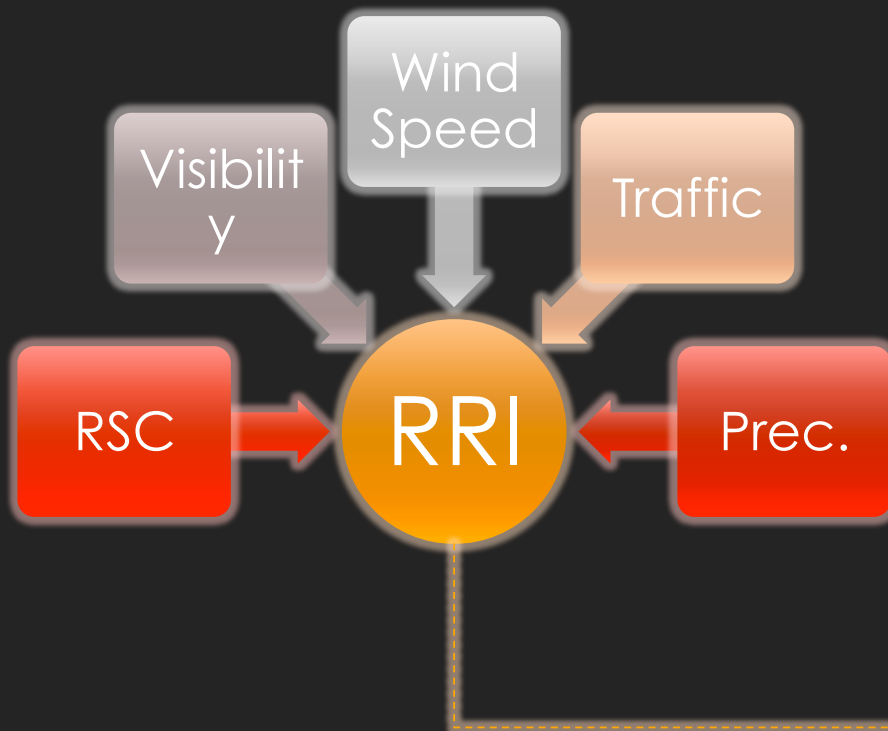 Wind
Speed
Visibilit
y
Traffic
RSC
RRI
Prec.